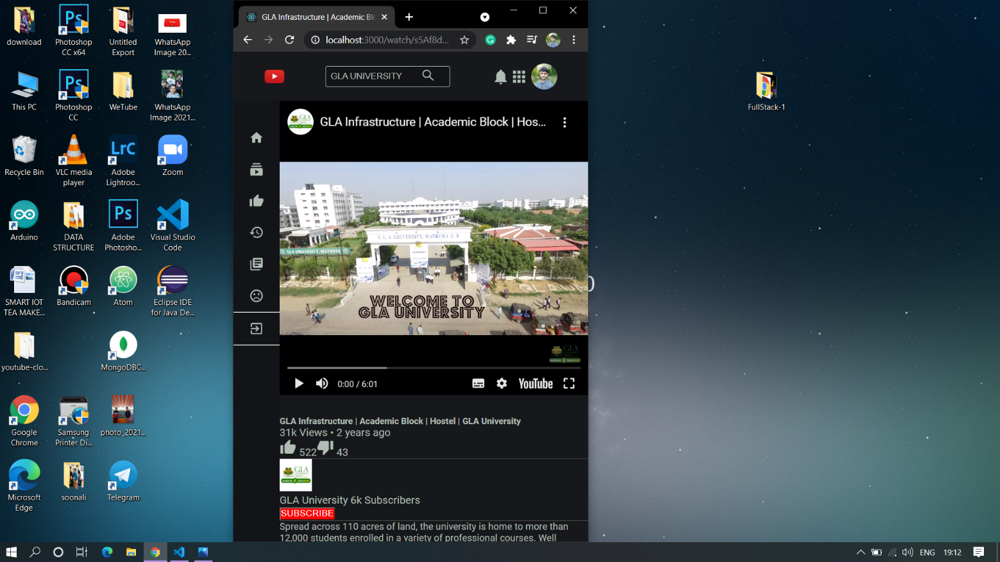 download
Photoshop
CC x64
Untitled
Export
WhatsApp
Image 20...
This PC
Photoshop
CC
WeTube
WhatsApp
Image 2021...
Recycle Bin
VLC media
player
Adobe
Lightroo...
Zoom
Arduino
DATA
STRUCTURE
Adobe
Photosho...
Visual Studio
Code
SMART IOT
TEA MAKE...
Bandicam
Atom
Eclipse IDE
for Java De...
youtube-clo...
MongoDBC...
Google
Chrome
Samsung
Printer Di...
photo_2021...
Microsoft
Edge
soonali
Telegram
GLA Infrastructure | Academic Bl
localhost:3000/watch/s5Af8d...
GLA UNIVERSITY
GLA Infrastructure | Academic Block | Hos...
G. L. A. UNIVERSITY, MATHURA, U. P.
GLA UNIVERSITY, MATHURA
WELCOME TO
GLA UNIVERSITY
0:00 / 6:01
YouTube
GLA Infrastructure | Academic Block | Hostel | GLA University
31k Views • 2 years ago
522 43
GLA
GLA University 6k Subscribers
SUBSCRIBE
Spread across 110 acres of land, the university is home to more than
12,000 students enrolled in a variety of professional courses. Well
FullStack-1
ENG
19:12